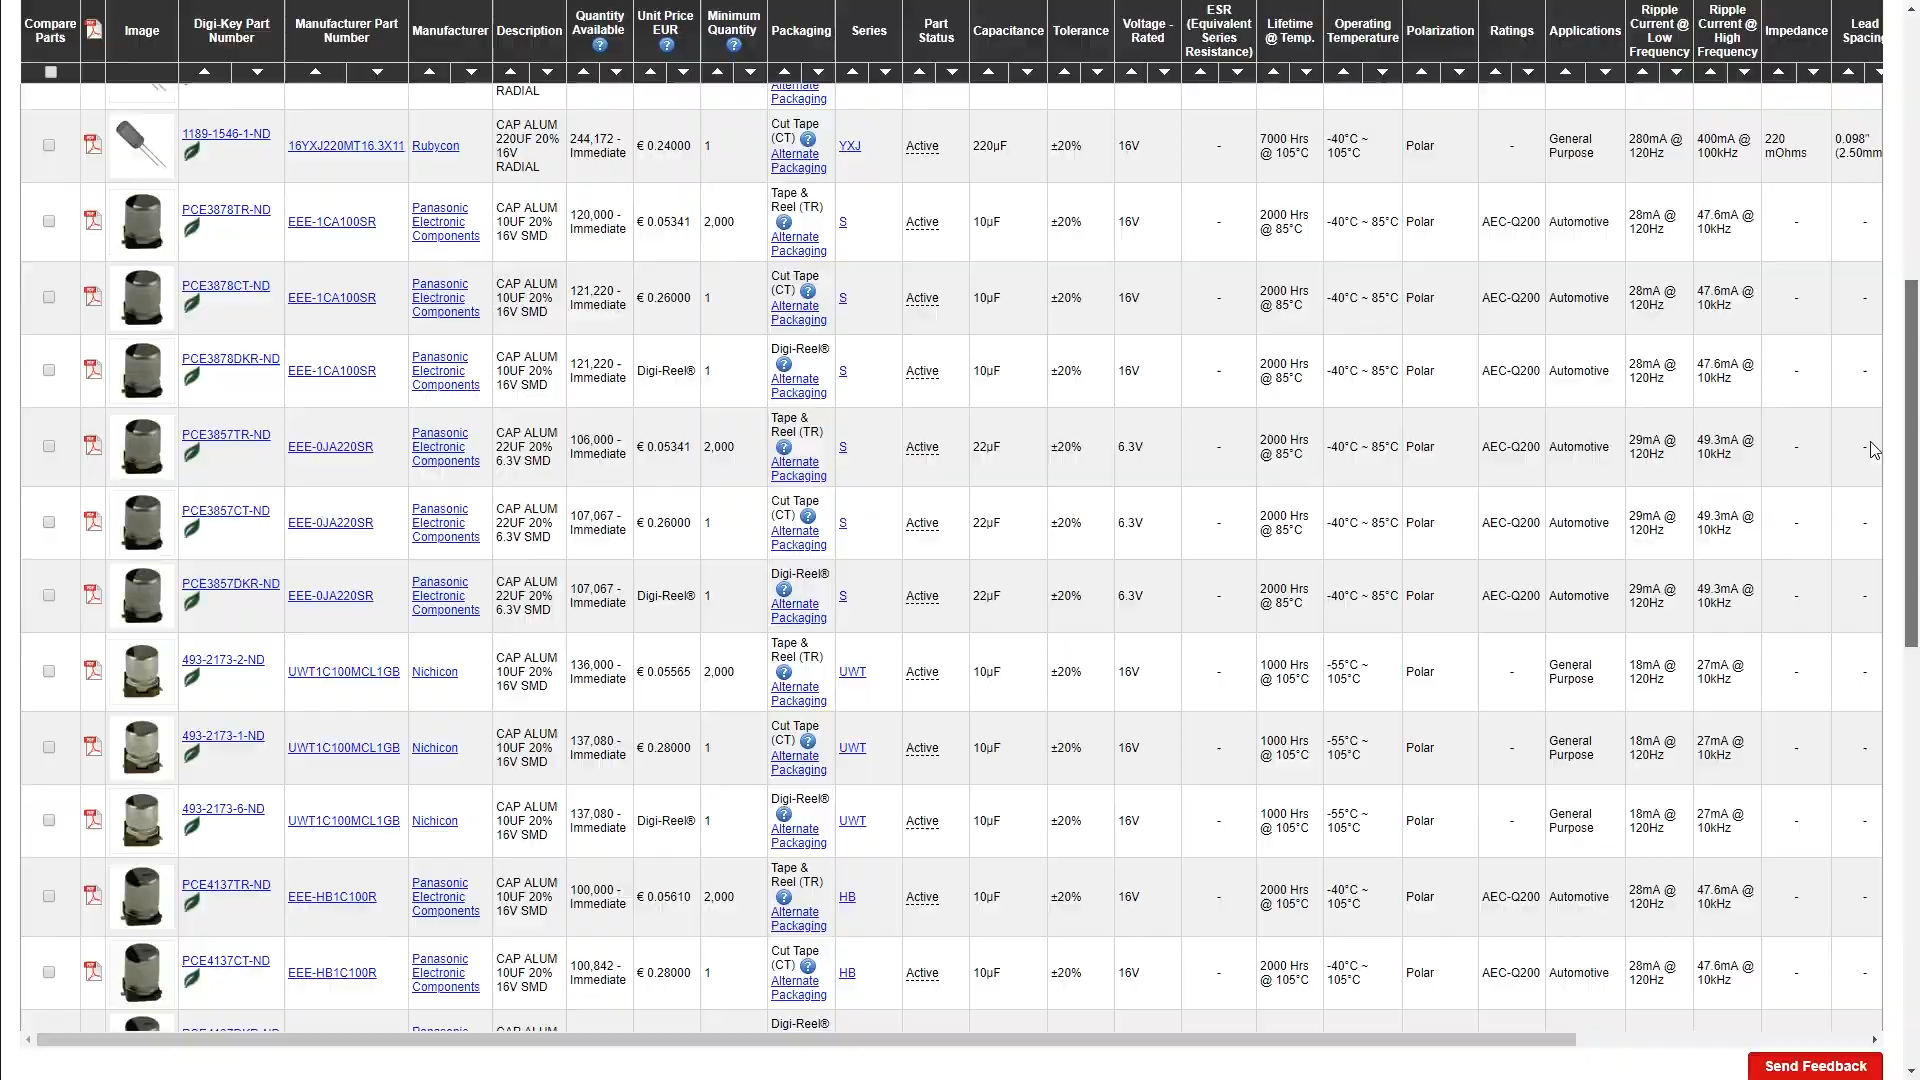 Compare Parts
Image
Digi-Key Part Number
Manufacturer Part Number
Manufacturer
Description
Quantity Available
Unit Price EUR
Minimum Quantity
Packaging
Series
Part Status
Capacitance
Tolerance
Voltage - Rated
ESR (Equivalent Series Resistance)
Lifetime @ Temp.
Operating Temperature
Polarization
Ratings
Applications
Ripple Current @ Low Frequency
Ripple Current @ High Frequency
Impedance
Lead Spacing
RADIAL Alternate Packaging
1189-1546-1-ND 16YXJ220MT16.3X11 Rubycon CAP ALUM 220UF 20% 16V RADIAL 244,172 - Immediate € 0.24000 1 Cut Tape (CT) Alternate Packaging YXJ Active 220µF ±20% 16V - 7000 Hrs @ 105°C -40°C ~ 105°C Polar - General Purpose 280mA @ 120Hz 400mA @ 100kHz 220 mOhms 0.098" (2.50mm
PCE3878TR-ND EEE-1CA100SR Panasonic Electronic Components CAP ALUM 10UF 20% 16V SMD 120,000 - Immediate € 0.05341 2,000 Tape & Reel (TR) Alternate Packaging S Active 10µF ±20% 16V - 2000 Hrs @ 85°C -40°C ~ 85°C Polar AEC-Q200 Automotive 28mA @ 120Hz 47.6mA @ 10kHz - -
PCE3878CT-ND EEE-1CA100SR Panasonic Electronic Components CAP ALUM 10UF 20% 16V SMD 121,220 - Immediate € 0.26000 1 Cut Tape (CT) Alternate Packaging S Active 10µF ±20% 16V - 2000 Hrs @ 85°C -40°C ~ 85°C Polar AEC-Q200 Automotive 28mA @ 120Hz 47.6mA @ 10kHz - -
PCE3878DKR-ND EEE-1CA100SR Panasonic Electronic Components CAP ALUM 10UF 20% 16V SMD 121,220 - Immediate Digi-Reel® 1 Digi-Reel® Alternate Packaging S Active 10µF ±20% 16V - 2000 Hrs @ 85°C -40°C ~ 85°C Polar AEC-Q200 Automotive 28mA @ 120Hz 47.6mA @ 10kHz - -
PCE3857TR-ND EEE-0JA220SR Panasonic Electronic Components CAP ALUM 22UF 20% 6.3V SMD 106,000 - Immediate € 0.05341 2,000 Tape & Reel (TR) Alternate Packaging S Active 22µF ±20% 6.3V - 2000 Hrs @ 85°C -40°C ~ 85°C Polar AEC-Q200 Automotive 29mA @ 120Hz 49.3mA @ 10kHz - -
PCE3857CT-ND EEE-0JA220SR Panasonic Electronic Components CAP ALUM 22UF 20% 6.3V SMD 107,067 - Immediate € 0.26000 1 Cut Tape (CT) Alternate Packaging S Active 22µF ±20% 6.3V - 2000 Hrs @ 85°C -40°C ~ 85°C Polar AEC-Q200 Automotive 29mA @ 120Hz 49.3mA @ 10kHz - -
PCE3857DKR-ND EEE-0JA220SR Panasonic Electronic Components CAP ALUM 22UF 20% 6.3V SMD 107,067 - Immediate Digi-Reel® 1 Digi-Reel® Alternate Packaging S Active 22µF ±20% 6.3V - 2000 Hrs @ 85°C -40°C ~ 85°C Polar AEC-Q200 Automotive 29mA @ 120Hz 49.3mA @ 10kHz - -
493-2173-2-ND UWT1C100MCL1GB Nichicon CAP ALUM 10UF 20% 16V SMD 136,000 - Immediate € 0.05565 2,000 Tape & Reel (TR) Alternate Packaging UWT Active 10µF ±20% 16V - 1000 Hrs @ 105°C -55°C ~ 105°C Polar - General Purpose 18mA @ 120Hz 27mA @ 10kHz - -
493-2173-1-ND UWT1C100MCL1GB Nichicon CAP ALUM 10UF 20% 16V SMD 137,080 - Immediate € 0.28000 1 Cut Tape (CT) Alternate Packaging UWT Active 10µF ±20% 16V - 1000 Hrs @ 105°C -55°C ~ 105°C Polar - General Purpose 18mA @ 120Hz 27mA @ 10kHz - -
493-2173-6-ND UWT1C100MCL1GB Nichicon CAP ALUM 10UF 20% 16V SMD 137,080 - Immediate Digi-Reel® 1 Digi-Reel® Alternate Packaging UWT Active 10µF ±20% 16V - 1000 Hrs @ 105°C -55°C ~ 105°C Polar - General Purpose 18mA @ 120Hz 27mA @ 10kHz - -
PCE4137TR-ND EEE-HB1C100R Panasonic Electronic Components CAP ALUM 10UF 20% 16V SMD 100,000 - Immediate € 0.05610 2,000 Tape & Reel (TR) Alternate Packaging HB Active 10µF ±20% 16V - 2000 Hrs @ 105°C -40°C ~ 105°C Polar AEC-Q200 Automotive 28mA @ 120Hz 47.6mA @ 10kHz - -
PCE4137CT-ND EEE-HB1C100R Panasonic Electronic Components CAP ALUM 10UF 20% 16V SMD 100,842 - Immediate € 0.28000 1 Cut Tape (CT) Alternate Packaging HB Active 10µF ±20% 16V - 2000 Hrs @ 105°C -40°C ~ 105°C Polar AEC-Q200 Automotive 28mA @ 120Hz 47.6mA @ 10kHz - -
Digi-Reel®
Send Feedback